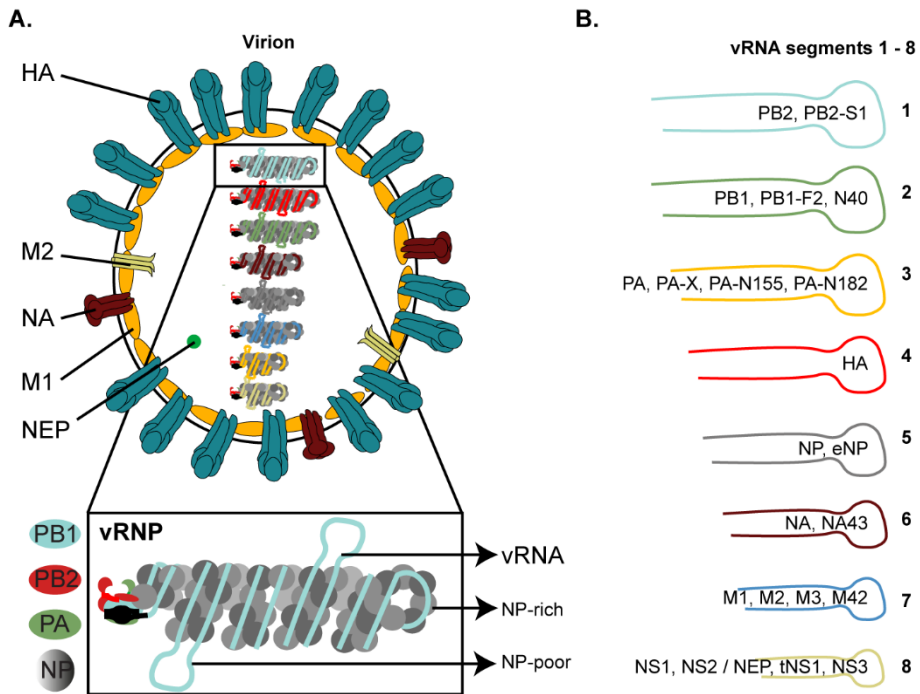 A.
Virion
HA
M2
NA
M1
NEP
PB1
PB2
PA
NP
vRNP
vRNA
NP-rich
NP-poor
B.
vRNA segments 1 - 8
PB2, PB2-S1 1
PB1, PB1-F2, N40 2
PA, PA-X, PA-N155, PA-N182 3
HA 4
NP, eNP 5
NA, NA43 6
M1, M2, M3, M42 7
NS1, NS2 / NEP, tNS1, NS3 8